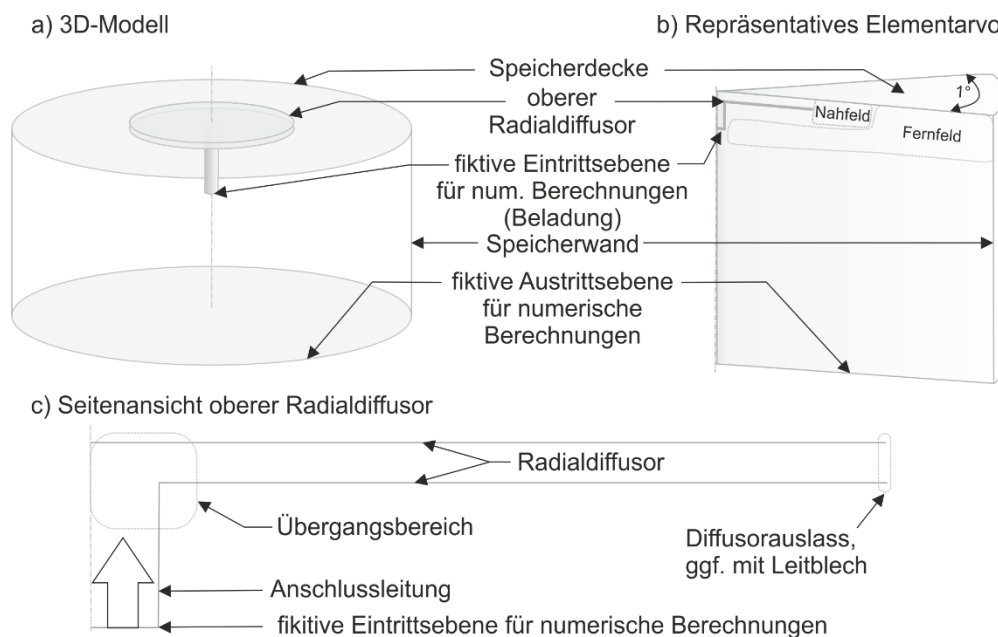 a) 3D-Modell
b) Repräsentatives Elementarvo
Speicherdecke
oberer
Radialdiffusor
1°
Nahfeld
Fernfeld
fiktive Eintrittsebene
für num. Berechnungen
(Beladung)
Speicherwand
fiktive Austrittsebene
für numerische
Berechnungen
c) Seitenansicht oberer Radialdiffusor
Radialdiffusor
Übergangsbereich
Diffusorauslass,
ggf. mit Leitblech
Anschlussleitung
fikitive Eintrittsebene für numerische Berechnungen